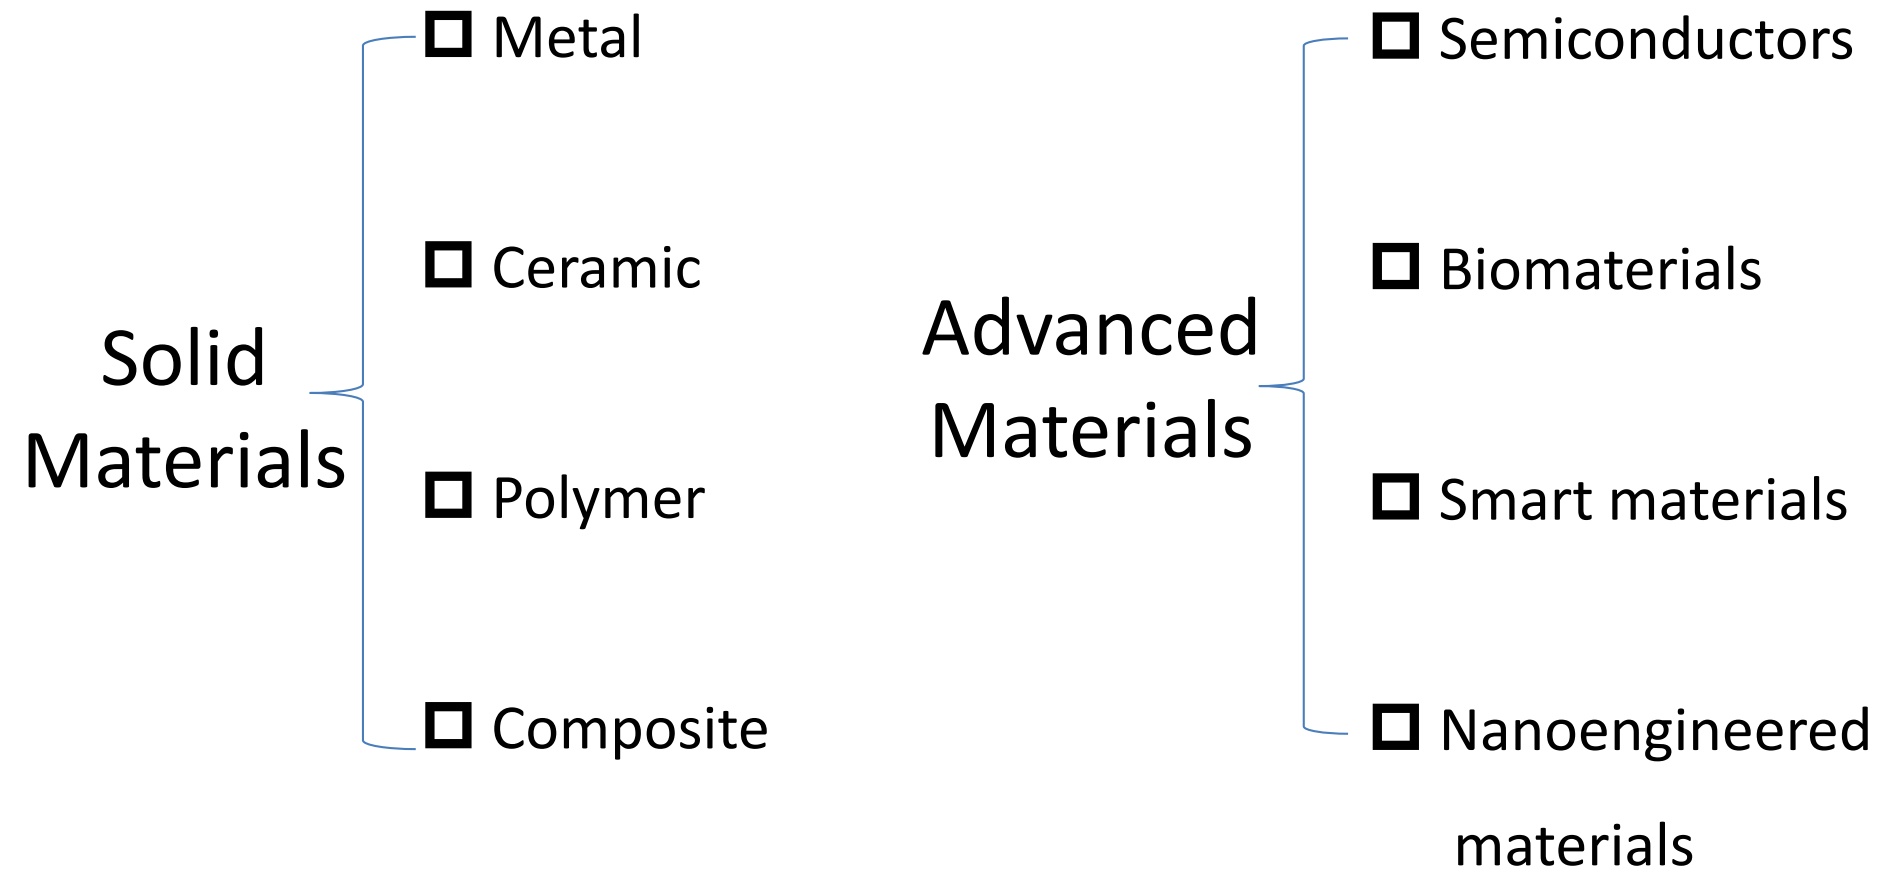 Solid
Materials
Metal
Ceramic
Polymer
Composite
Advanced
Materials
Semiconductors
Biomaterials
Smart materials
Nanoengineered
materials